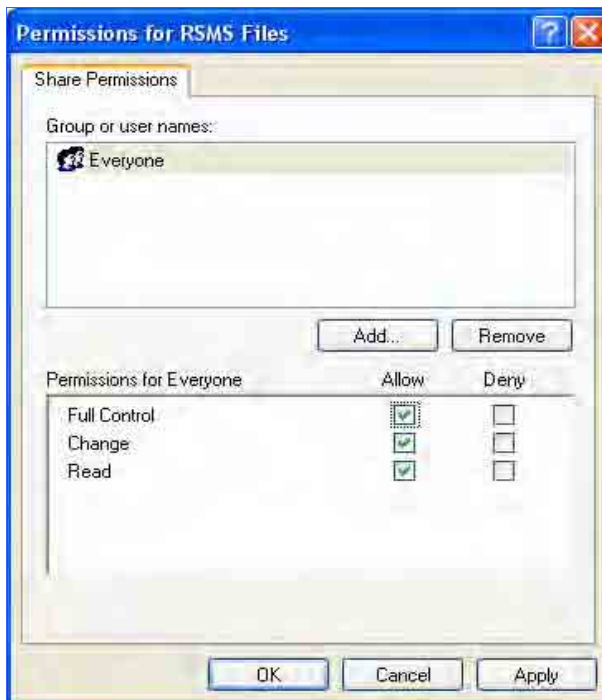 Permissions for RSMS Files
Share Permissions
Group or user names:
Everyone
Add...
Remove
Permissions for Everyone Allow Deny
Full Control
Change
Read
OK Cancel Apply